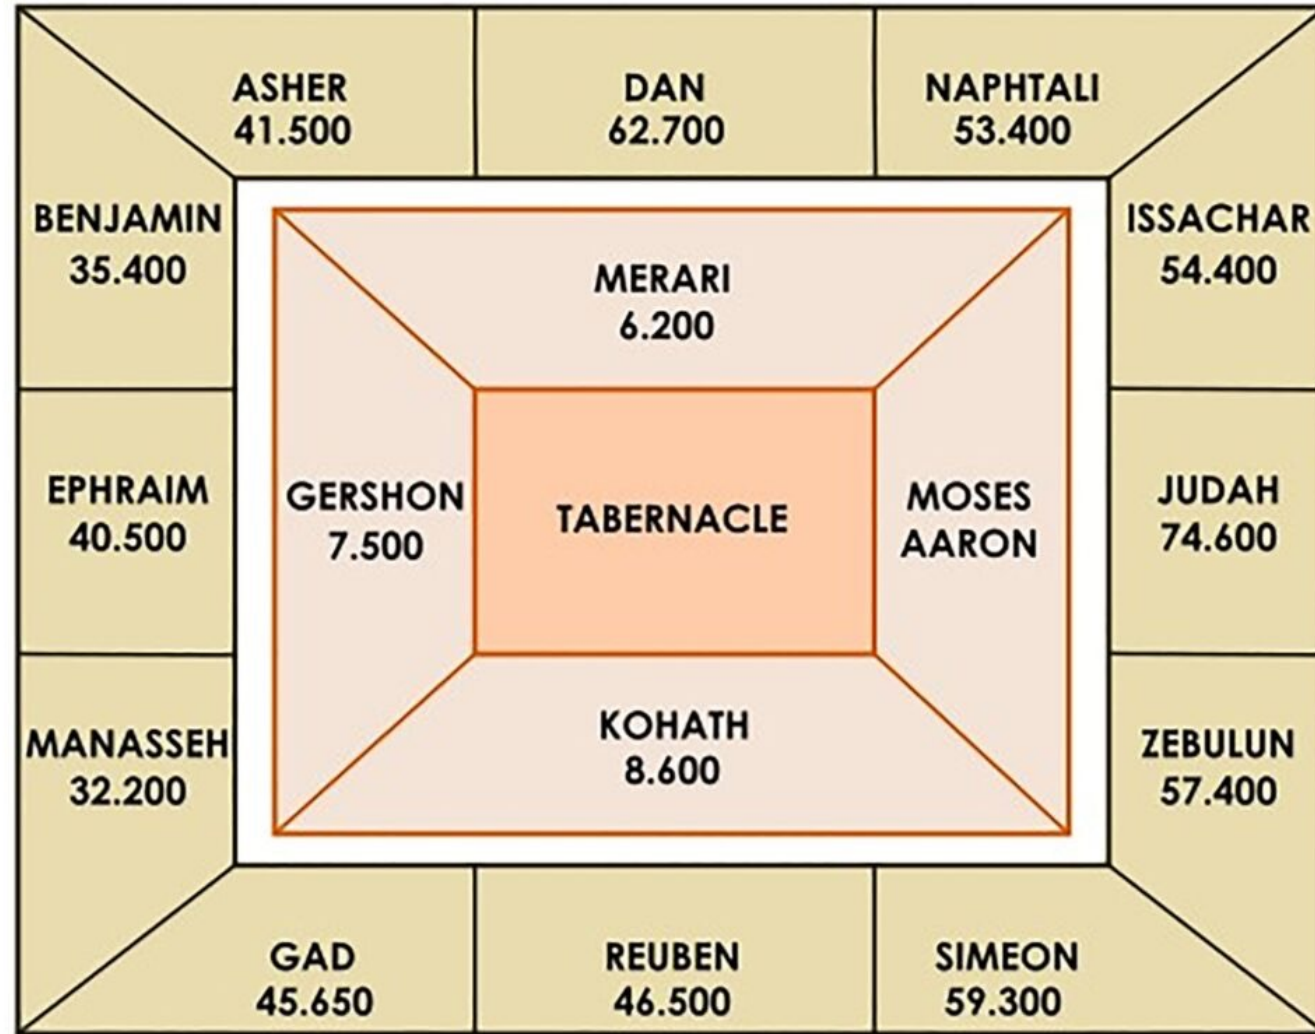 ASHER
41.500
DAN
62.700
NAPHTALI
53.400
BENJAMIN
35.400
ISSACHAR
54.400
MERARI
6.200
EPHRAIM
40.500
GERSHON
7.500
TABERNACLE
MOSES
AARON
JUDAH
74.600
MANASSEH
32.200
KOHATH
8.600
ZEBULUN
57.400
GAD
45.650
REUBEN
46.500
SIMEON
59.300